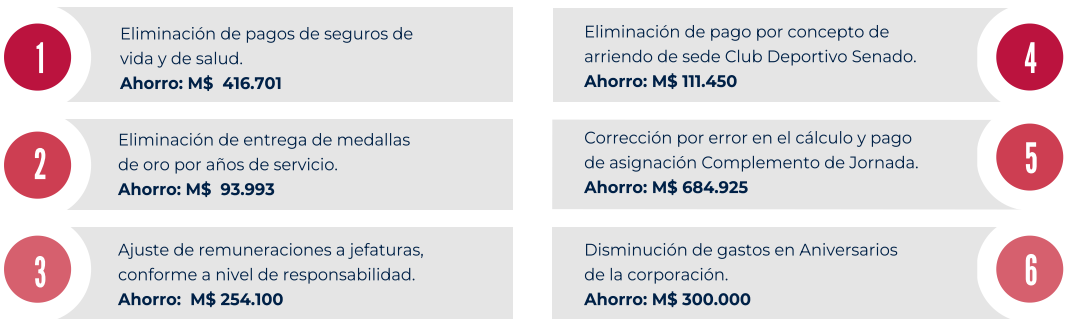 1
Eliminación de pagos de seguros de
vida y de salud.
Ahorro: M$ 416.701
2
Eliminación de entrega de medallas
de oro por años de servicio.
Ahorro: M$ 93.993
3
Ajuste de remuneraciones a jefaturas,
conforme a nivel de responsabilidad.
Ahorro: M$ 254.100
4
Eliminación de pago por concepto de
arriendo de sede Club Deportivo Senado.
Ahorro: M$ 111.450
5
Corrección por error en el cálculo y pago
de asignación Complemento de Jornada.
Ahorro: M$ 684.925
6
Disminución de gastos en Aniversarios
de la corporación.
Ahorro: M$ 300.000